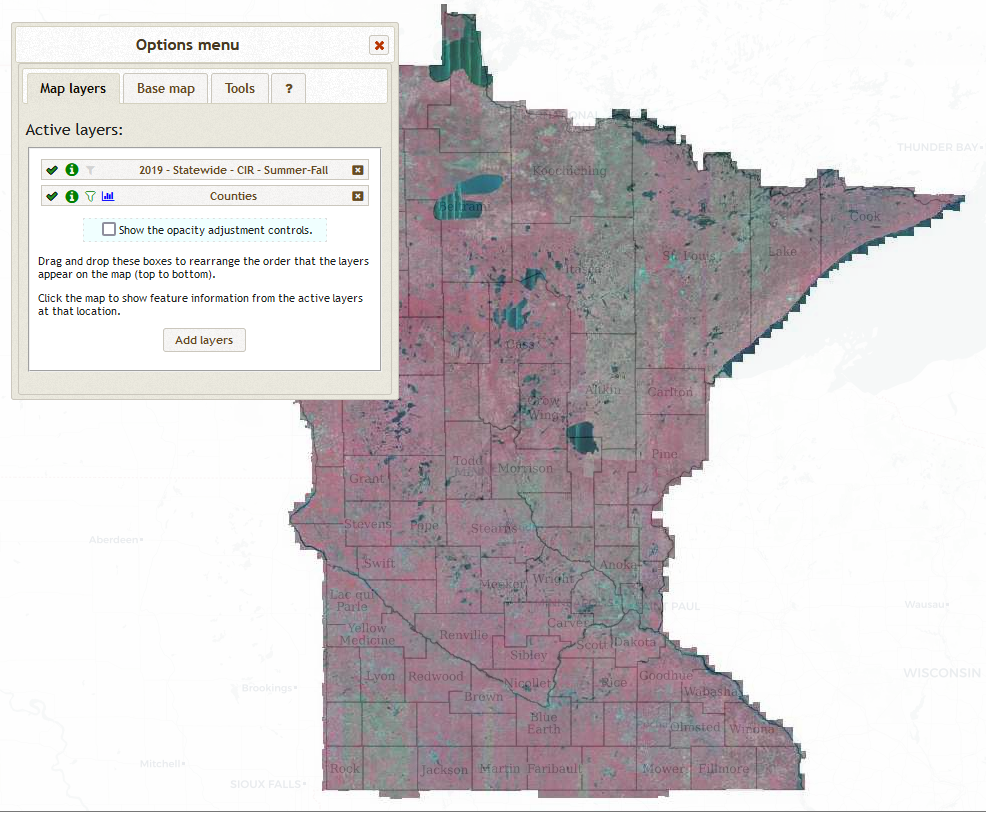 Options menu
Map layers
Base map
Tools
?
Active layers:
2019 - Statewide - CIR - Summer-Fall
Counties
Show the opacity adjustment controls.
Drag and drop these boxes to rearrange the order that the layers
appear on the map (top to bottom).
Click the map to show feature information from the active layers
at that location.
Add layers
THUNDER BAY
Koochiching
Cook
Lake
St. Louis
Itasca
Cass
Aitkin
Carlton
Crow
Wing
Pine
Todd
Morrison
Grant
Stevens
Pope
Stearns
Aberdeen
Swift
Anoka
Meeker
Wright
Lac qui
Parle
PAUL
Wausau
Carver
Yellow
Medicine
Renville
Scott
Dakota
Sibley
WISCONSIN
Lyon
Redwood
Nicollet
Rice
Goodhue
Brookings
Brown
Wabasha
Blue
Earth
Olmsted
Winona
Mitchell
Rock
Jackson
Martin
Faribault
Mower
Fillmore
SIOUX FALLS